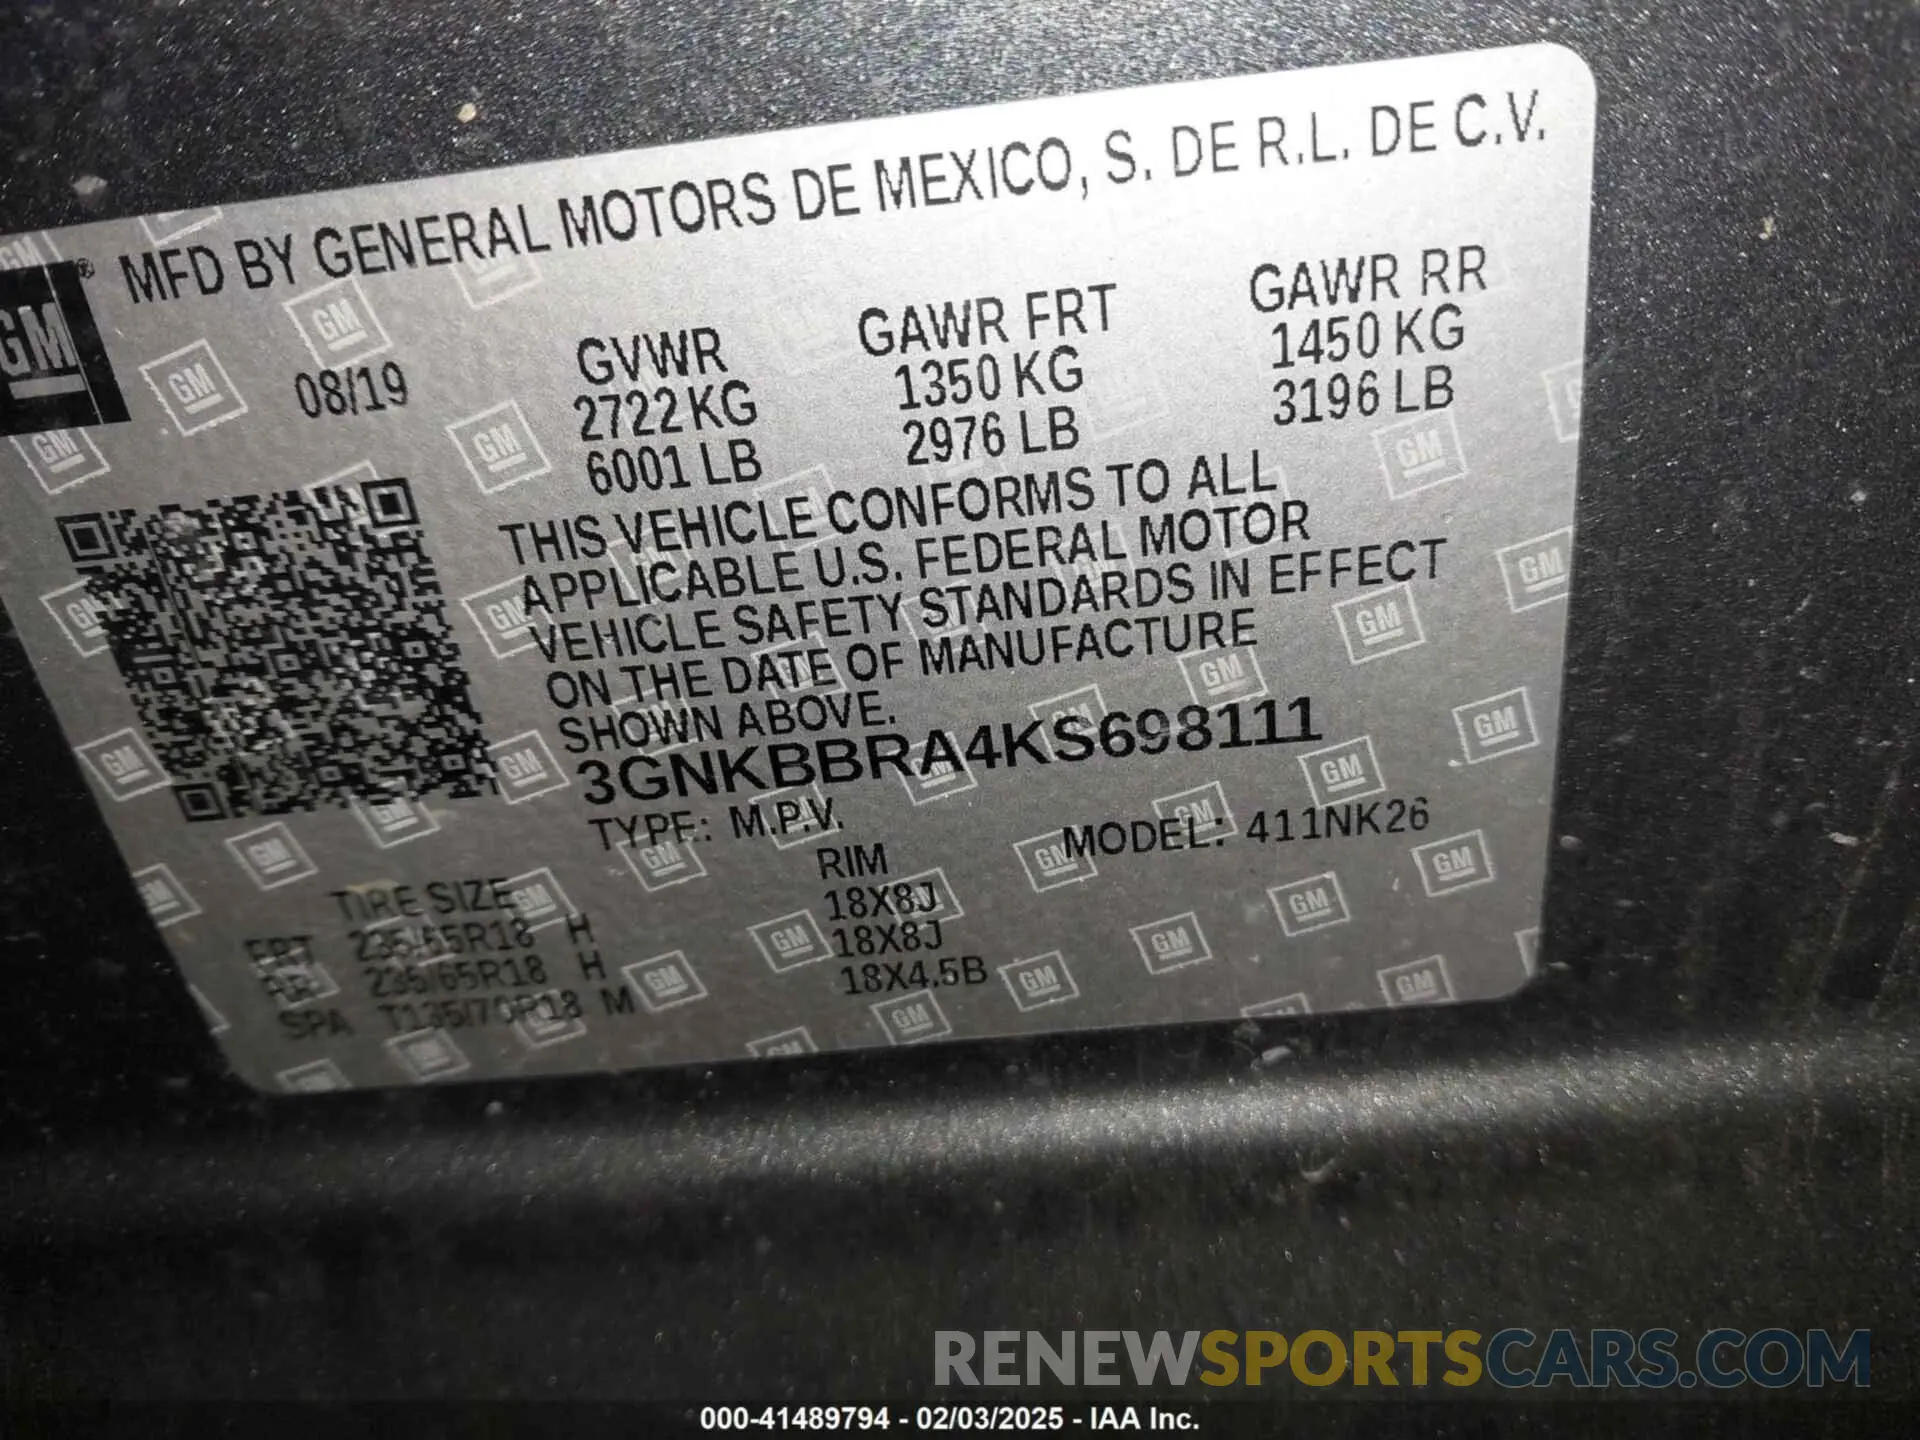 MFD BY GENERAL MOTORS DE MEXICO, S. DE R.L. DE C.V.
GM ®
08/19
GVWR GAWR FRT GAWR RR
2722 KG 1350 KG 1450 KG
6001 LB 2976 LB 3196 LB
THIS VEHICLE CONFORMS TO ALL
APPLICABLE U.S. FEDERAL MOTOR
VEHICLE SAFETY STANDARDS IN EFFECT
ON THE DATE OF MANUFACTURE
SHOWN ABOVE.
3GNKBBRA4KS698111
TYPE: M.P.V. MODEL: 411NK26
TIRE SIZE RIM
FRT 235/65R18 H 18X8J
RR 235/65R18 H 18X8J
SPA T135/70R18 M 18X4.5B
RENEWSPORTSCARS.COM
000-41489794 - 02/03/2025 - IAA Inc.